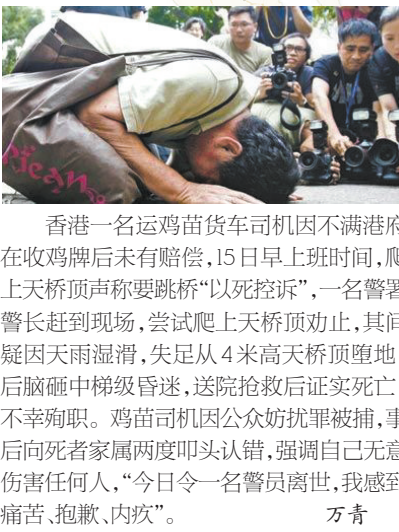 香港一名运鸡苗货车司机因不满港府
在收鸡牌后未有赔偿,15日早上班时间,爬
上天桥顶声称要跳桥“以死控诉”,一名警署
警长赶到现场,尝试爬上天桥顶劝止,其间
疑因天雨湿滑,失足从4米高天桥顶堕地
后脑砸中梯级昏迷,送院抢救后证实死亡
不幸殉职。鸡苗司机因公众妨扰罪被捕,事
后向死者家属两度叩头认错,强调自己无意
伤害任何人,“今日令一名警员离世,我感到
痛苦、抱歉、内疚”。 万青